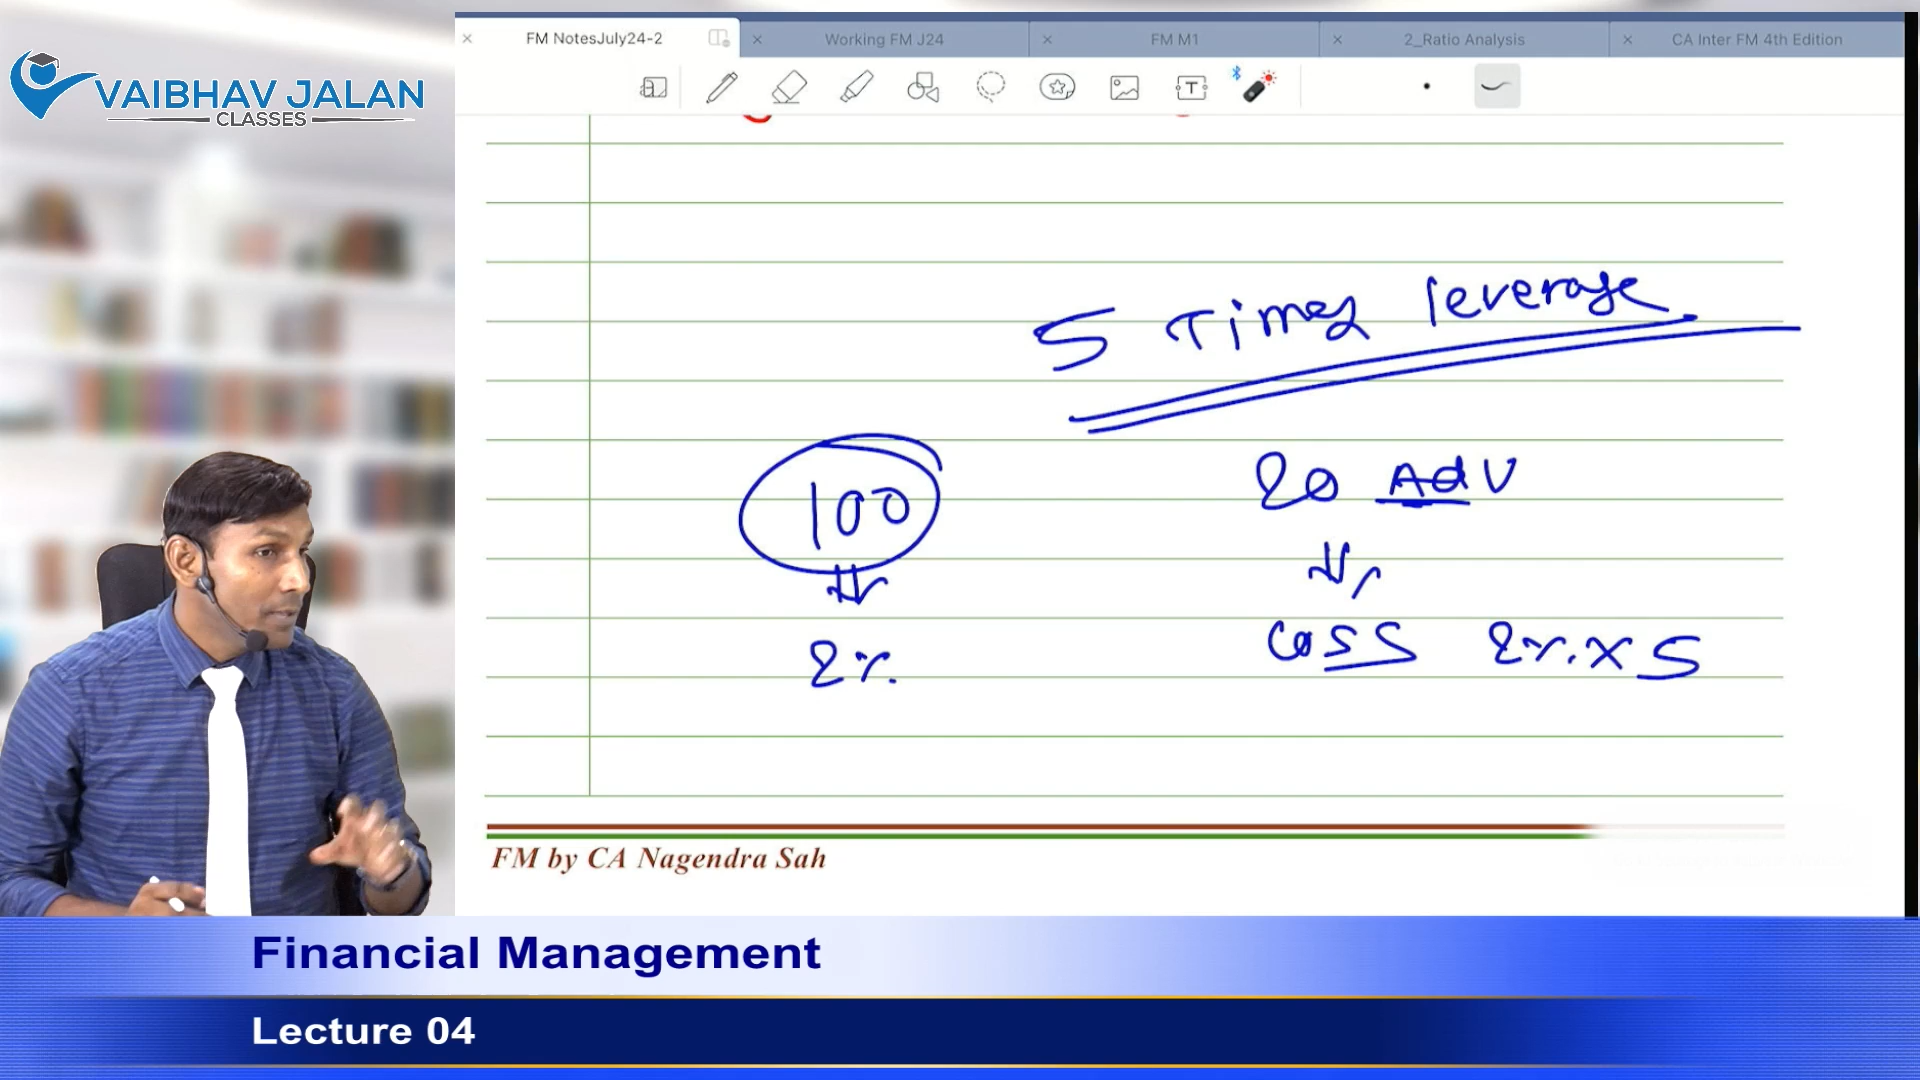 VAIBHAV JALAN
CLASSES
FM NotesJuly24-2
Working FM J24
FM M1
2_Ratio Analysis
CA Inter FM 4th Edition
5 Times leverage
100
20 Adv
2%
Loss 2% x 5
FM by CA Nagendra Sah
Financial Management
Lecture 04